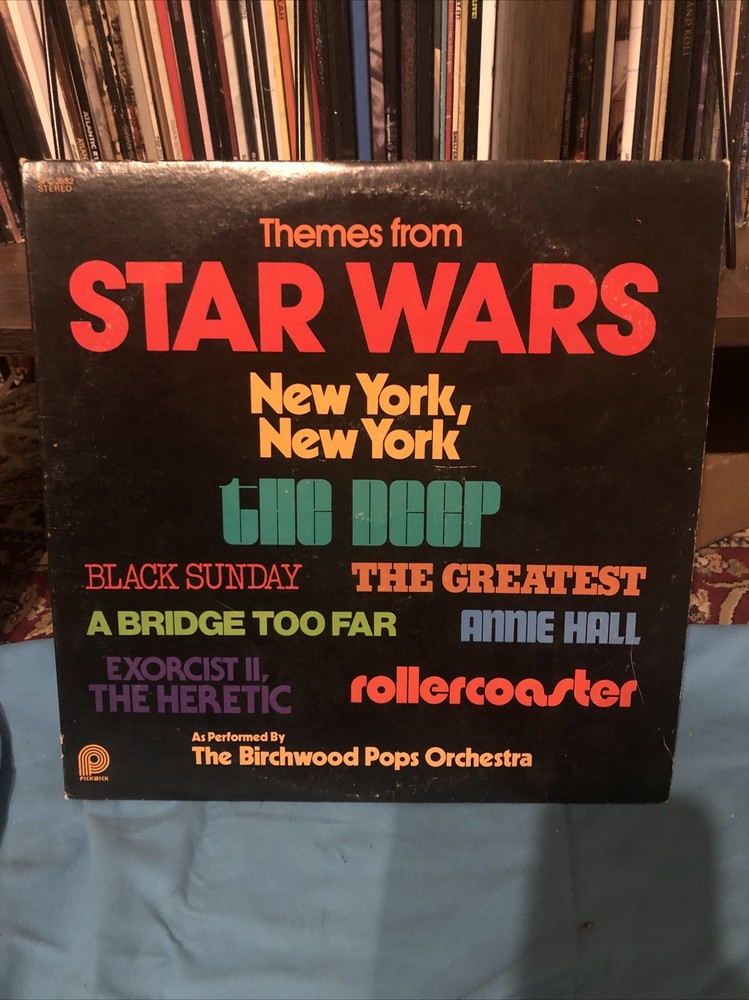 STEREO
Themes from
STAR WARS
New York,
New York
the DEEP
BLACK SUNDAY
THE GREATEST
A BRIDGE TOO FAR
ANNIE HALL
EXORCIST II,
THE HERETIC
rollercoaster
As Performed By
The Birchwood Pops Orchestra
PICKWICK